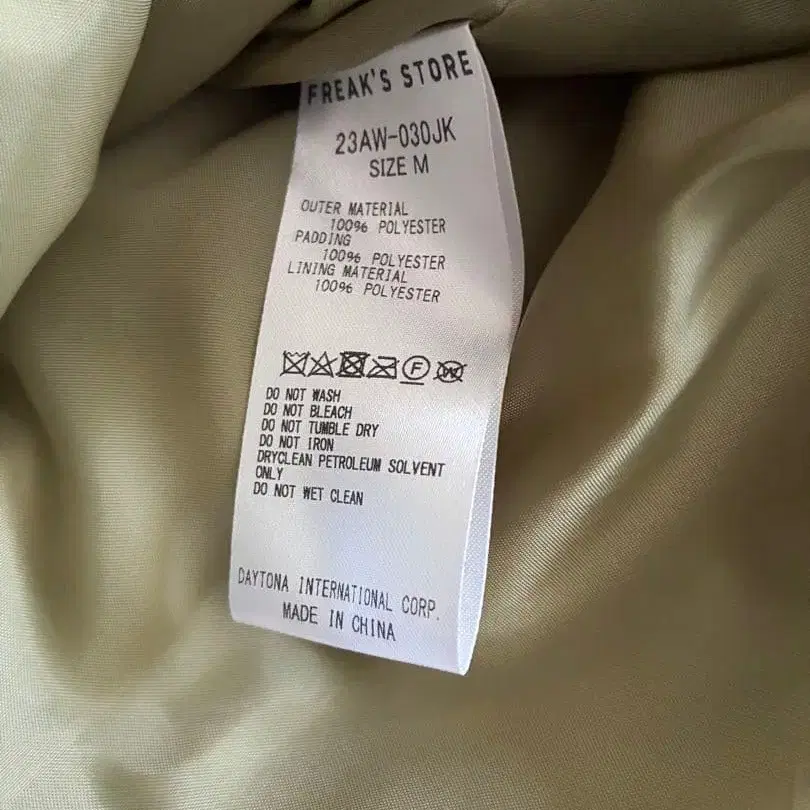 FREAK'S STORE
23AW-030JK
SIZE M
OUTER MATERIAL
100% POLYESTER
PADDING
100% POLYESTER
LINING MATERIAL
100% POLYESTER
F W
DO NOT WASH
DO NOT BLEACH
DO NOT TUMBLE DRY
DO NOT IRON
DRYCLEAN PETROLEUM SOLVENT
ONLY
DO NOT WET CLEAN
DAYTONA INTERNATIONAL CORP.
MADE IN CHINA